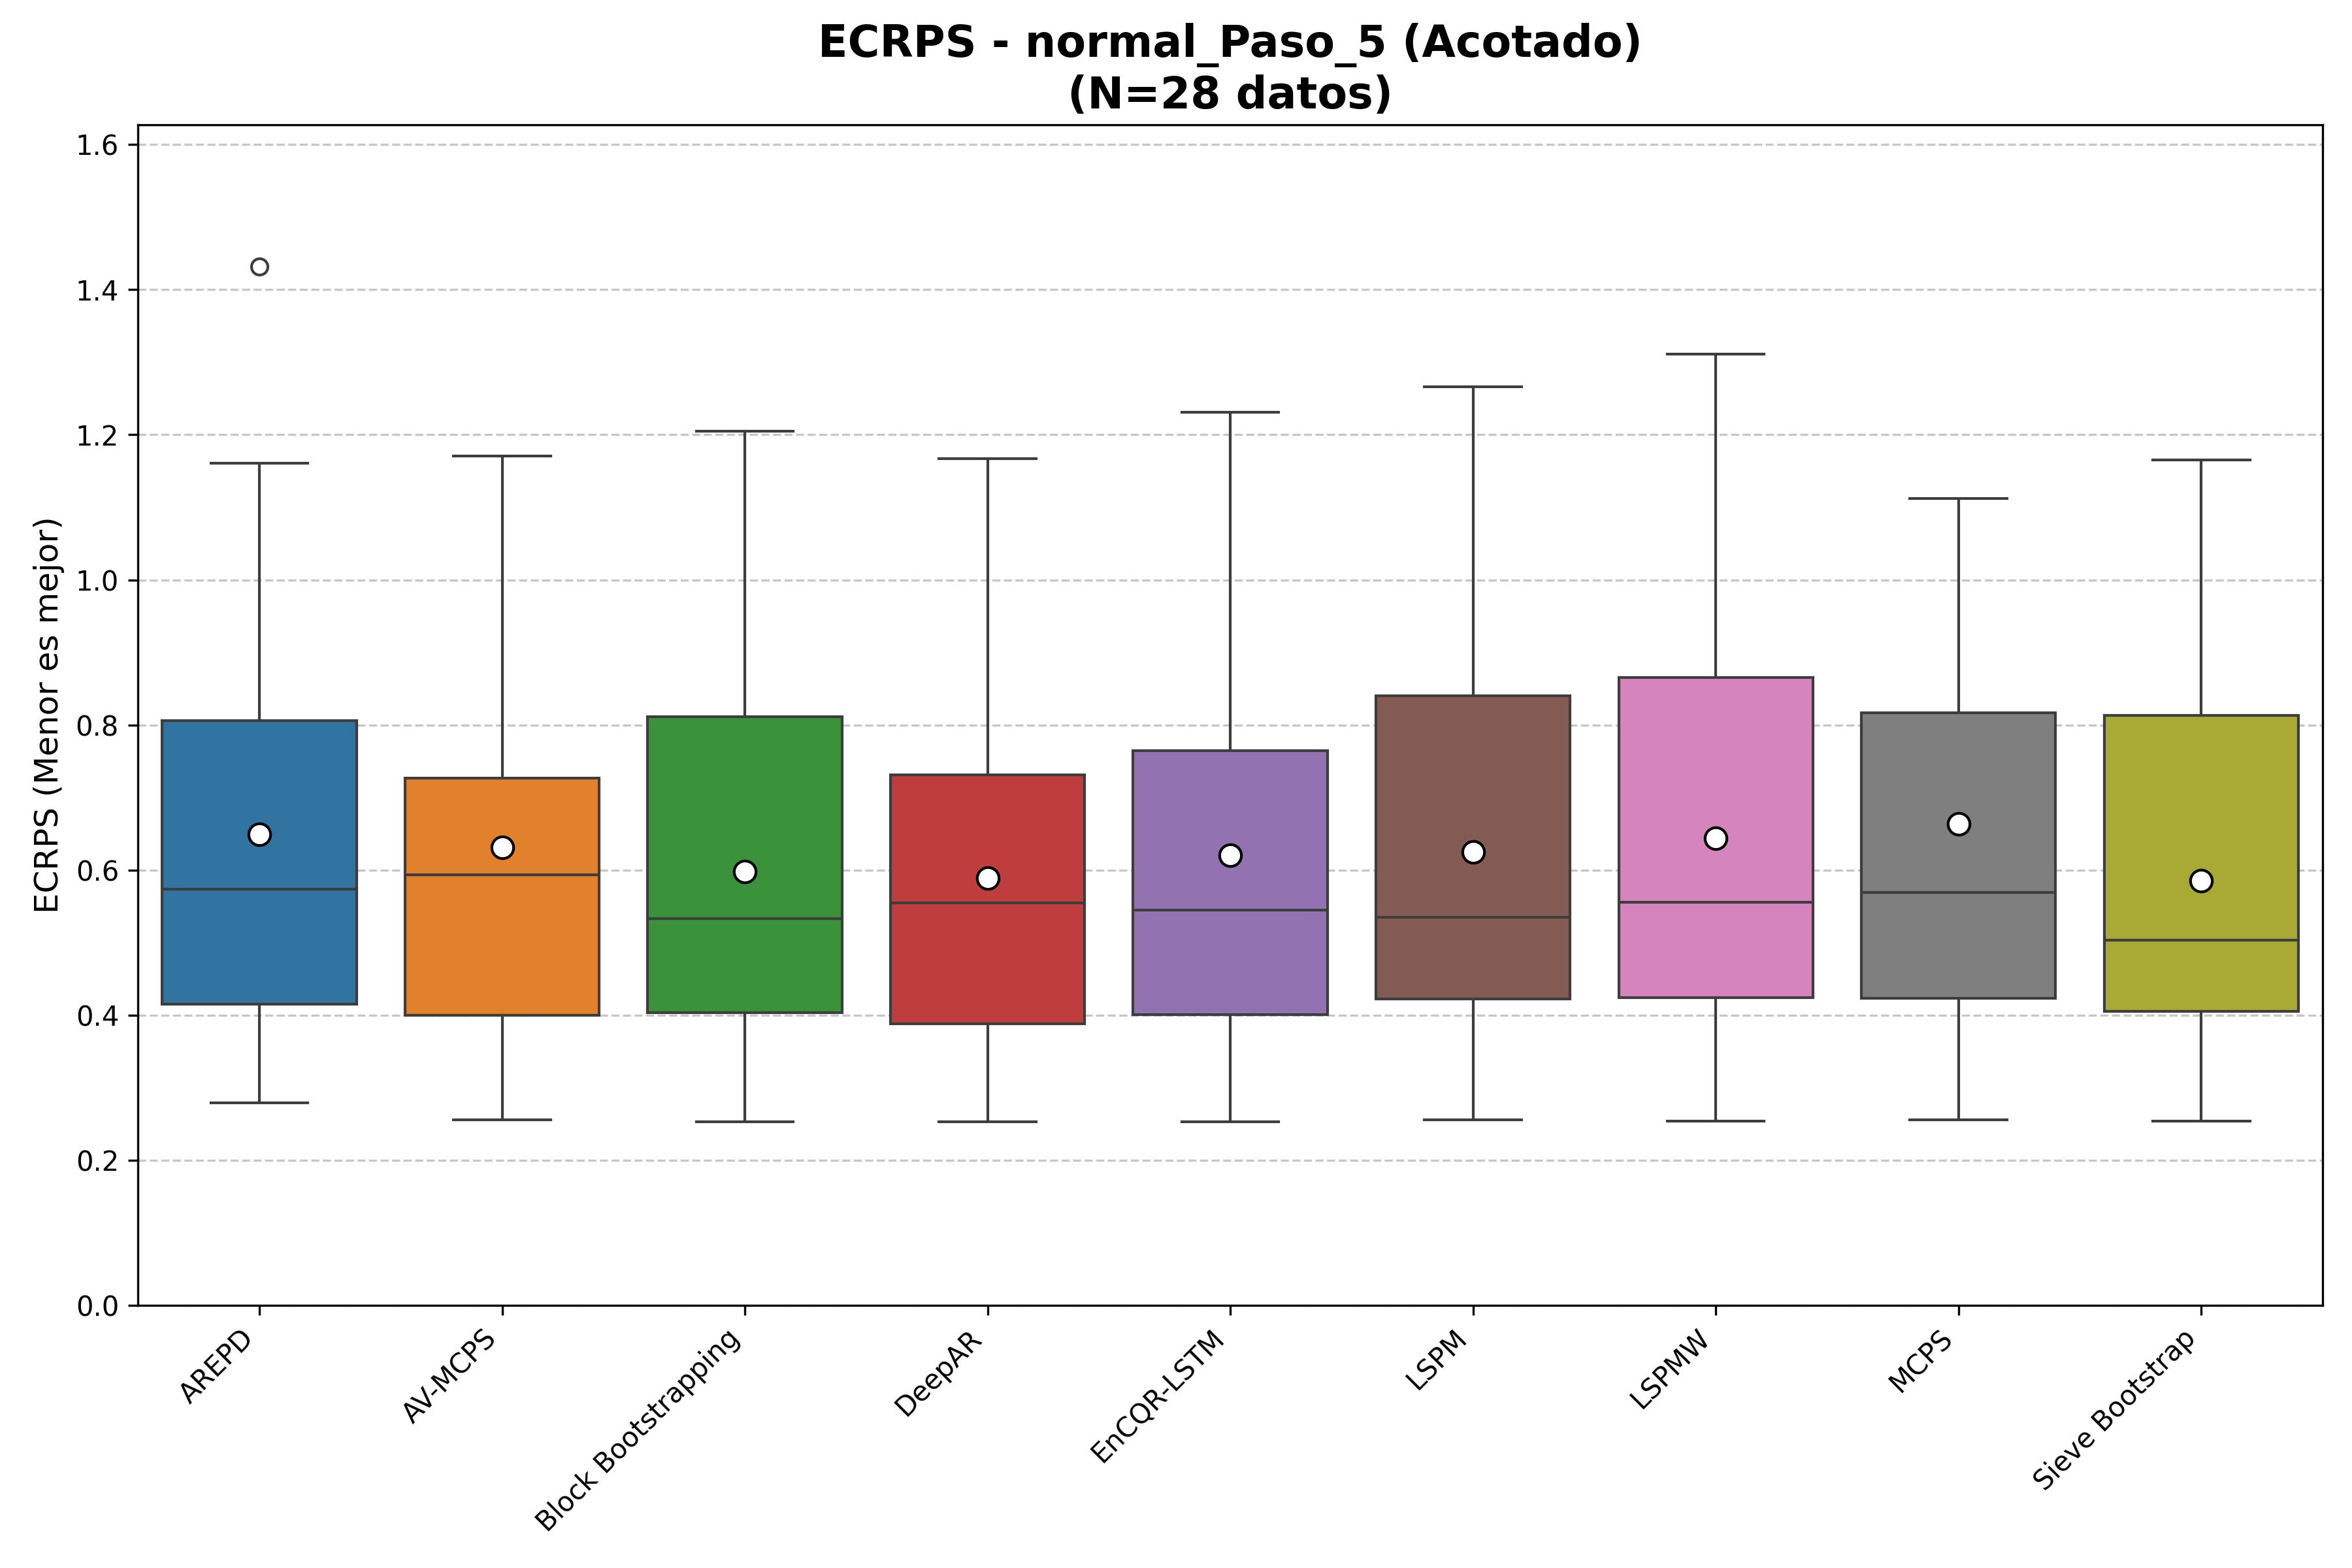 ECRPS - normal_Paso_5 (Acotado)
(N=28 datos)
ECRPS (Menor es mejor)
1.6
1.4
1.2
1.0
0.8
0.6
0.4
0.2
0.0
AREPD
AV-MCPS
Block Bootstrapping
DeepAR
EnCQR-LSTM
LSPM
LSPMW
MCPS
Sieve Bootstrap